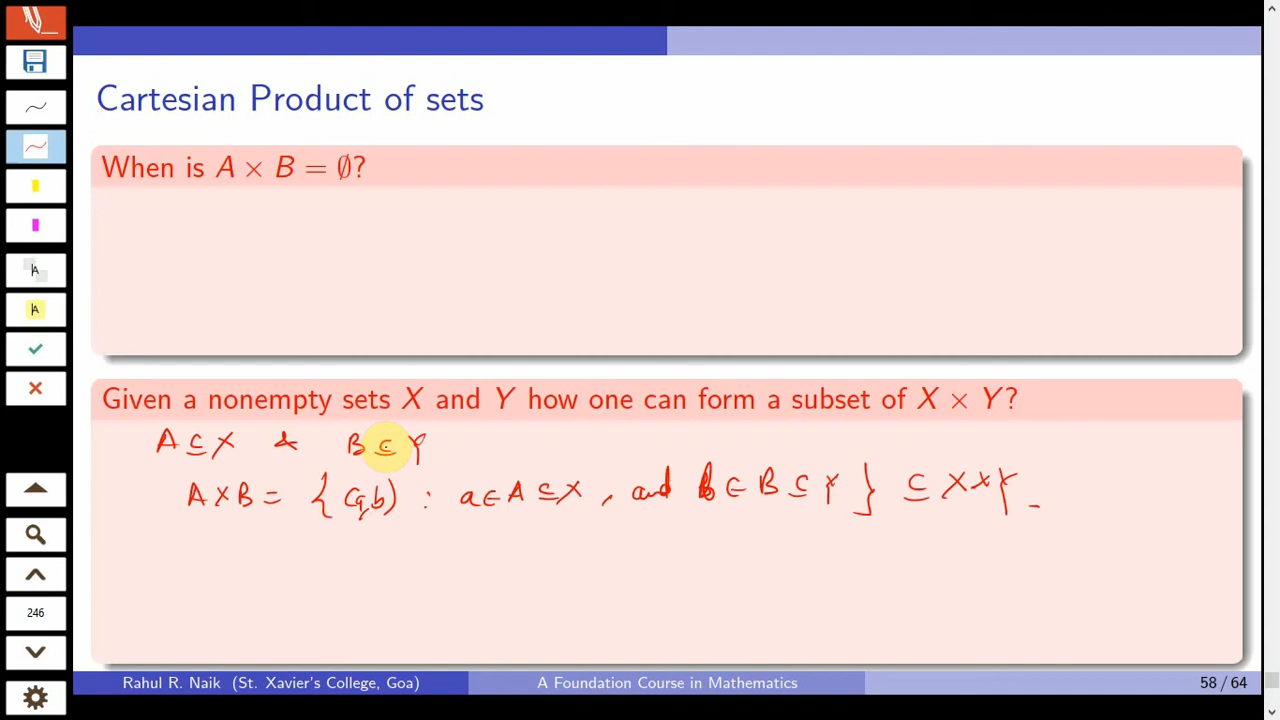 Cartesian Product of sets
When is A × B = ∅?
Given a nonempty sets X and Y how one can form a subset of X × Y?
A ⊆ X & B ⊆ Y
A × B = { (a,b) : a ∈ A ⊆ X , and b ∈ B ⊆ Y } ⊆ X × Y
246
Rahul R. Naik (St. Xavier's College, Goa) A Foundation Course in Mathematics 58 / 64